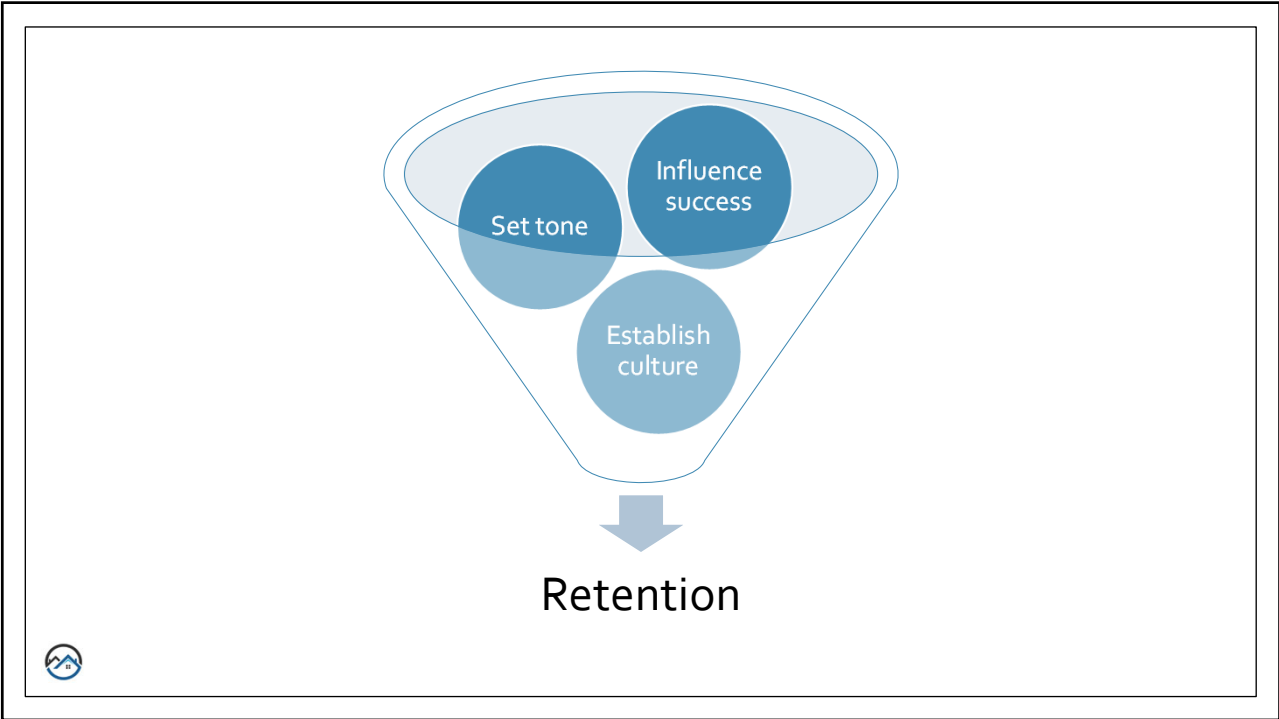 Influence
success
Set tone
Establish
culture
Retention